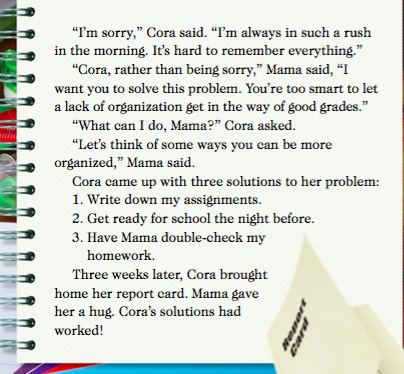 “I’m sorry,” Cora said. “I’m always in such a rush
in the morning. It’s hard to remember everything.”
“Cora, rather than being sorry,” Mama said, “I
want you to solve this problem. You’re too smart to let
a lack of organization get in the way of good grades.”
“What can I do, Mama?” Cora asked.
“Let’s think of some ways you can be more
organized,” Mama said.
Cora came up with three solutions to her problem:
1. Write down my assignments.
2. Get ready for school the night before.
3. Have Mama double-check my
homework.
Three weeks later, Cora brought
home her report card. Mama gave
her a hug. Cora’s solutions had
worked!
Report
Card